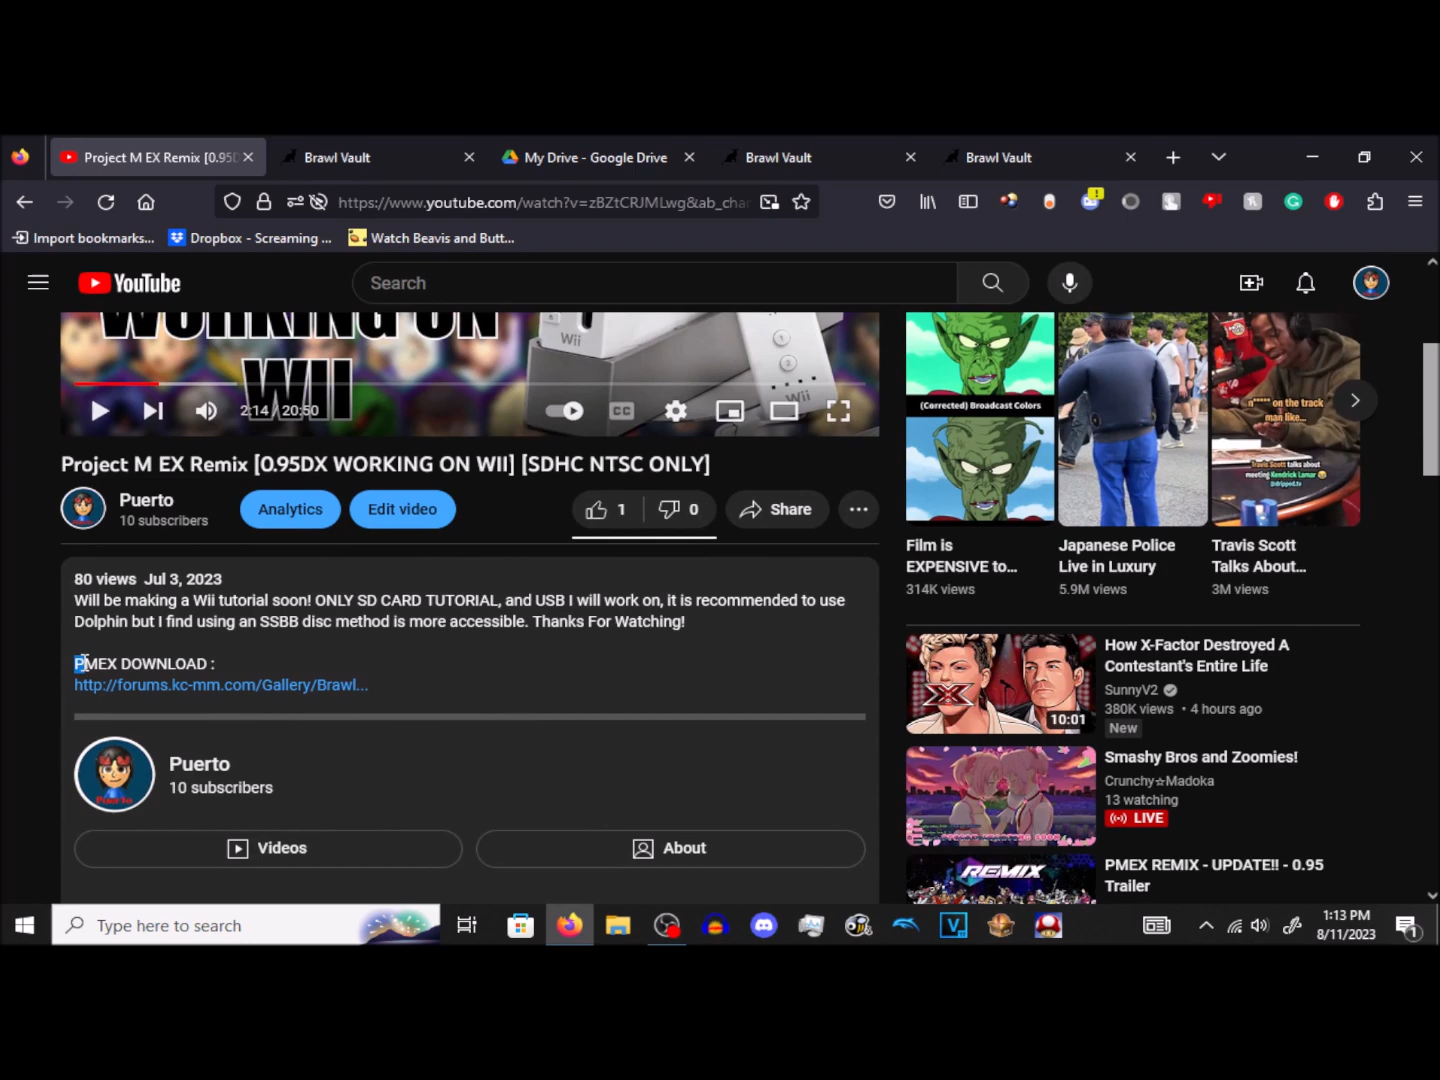 Project M EX Remix [0.95D
Brawl Vault
My Drive - Google Drive
Brawl Vault
Brawl Vault
https://www.youtube.com/watch?v=zBZtCRJMLwg&ab_char
Import bookmarks...
Dropbox - Screaming ...
Watch Beavis and Butt...
YouTube
Search
WORKING ON
WII
Wii
Wii
2:14 / 20:50
CC
Project M EX Remix [0.95DX WORKING ON WII] [SDHC NTSC ONLY]
Puerto
10 subscribers
Analytics
Edit video
1
0
Share
80 views Jul 3, 2023
Will be making a Wii tutorial soon! ONLY SD CARD TUTORIAL, and USB I will work on, it is recommended to use
Dolphin but I find using an SSBB disc method is more accessible. Thanks For Watching!
PMEX DOWNLOAD :
http://forums.kc-mm.com/Gallery/Brawl...
Puerto
10 subscribers
Videos
About
(Corrected) Broadcast Colors
n***** on the track
man like...
Travis Scott talks about
meeting Kendrick Lamar
Film is
EXPENSIVE to...
314K views
Japanese Police
Live in Luxury
5.9M views
Travis Scott
Talks About...
3M views
10:01
How X-Factor Destroyed A
Contestant's Entire Life
SunnyV2
380K views • 4 hours ago
New
Smashy Bros and Zoomies!
Crunchy☆Madoka
13 watching
LIVE
REMIX
PMEX REMIX - UPDATE!! - 0.95
Trailer
Type here to search
1:13 PM
8/11/2023
1